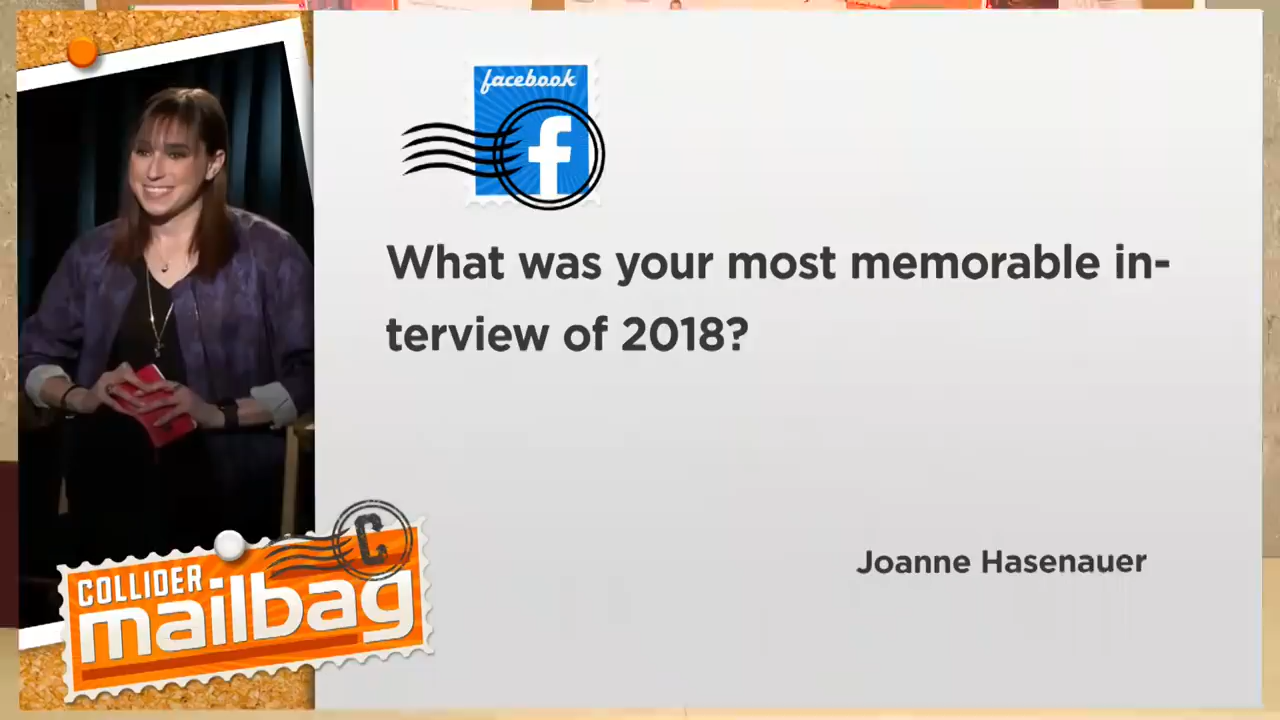 facebook
f
What was your most memorable in-
terview of 2018?
Joanne Hasenauer
C
COLLIDER
mailbag